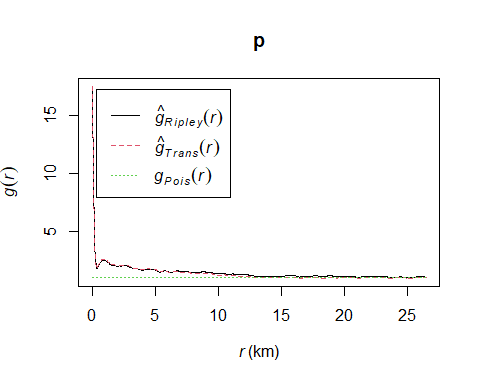 p
g(r)
5
10
15
ĝRipley(r)
ĝTrans(r)
gPois(r)
0 5 10 15 20 25
r (km)